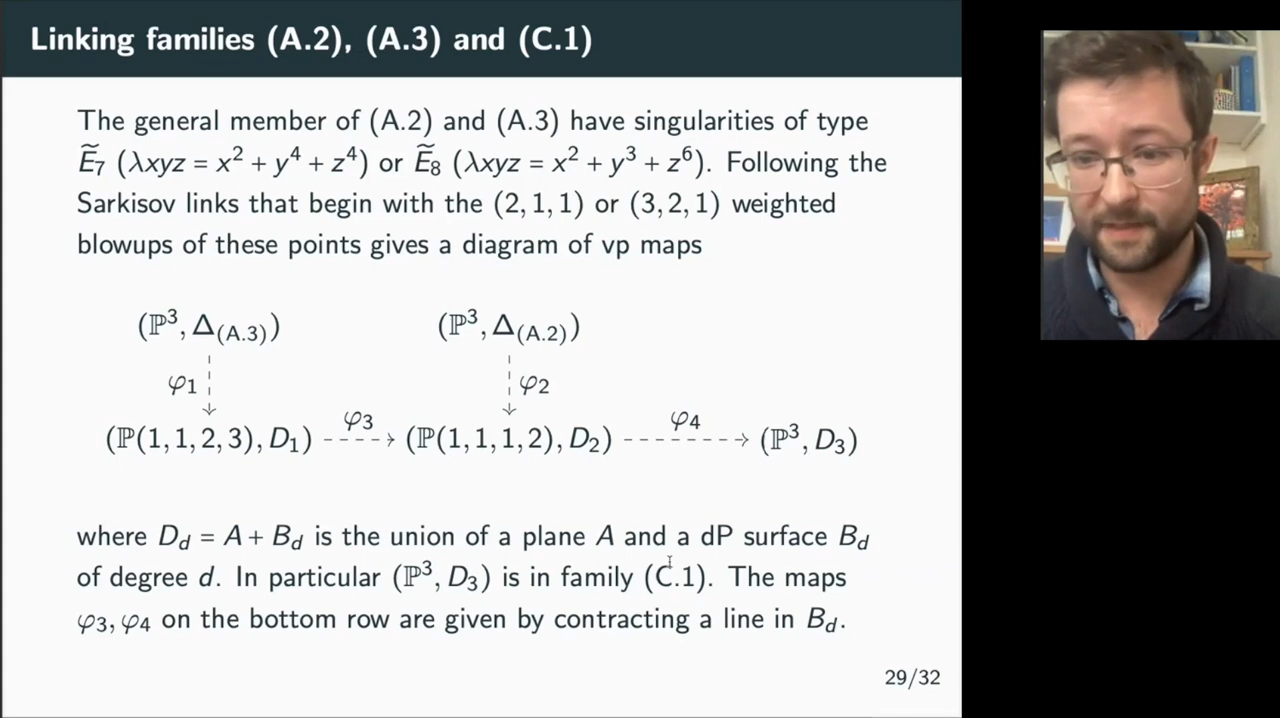 Linking families (A.2), (A.3) and (C.1)
The general member of (A.2) and (A.3) have singularities of type
Ẽ₇ (λxyz = x² + y⁴ + z⁴) or Ẽ₈ (λxyz = x² + y³ + z⁶). Following the
Sarkisov links that begin with the (2, 1, 1) or (3, 2, 1) weighted
blowups of these points gives a diagram of vp maps
(ℙ³, Δ₍A.3₎) (ℙ³, Δ₍A.2₎)
φ₁ φ₂
(ℙ(1, 1, 2, 3), D₁) φ₃ (ℙ(1, 1, 1, 2), D₂) φ₄ (ℙ³, D₃)
where D_d = A + B_d is the union of a plane A and a dP surface B_d
of degree d. In particular (ℙ³, D₃) is in family (C.1). The maps
φ₃, φ₄ on the bottom row are given by contracting a line in B_d.
29/32